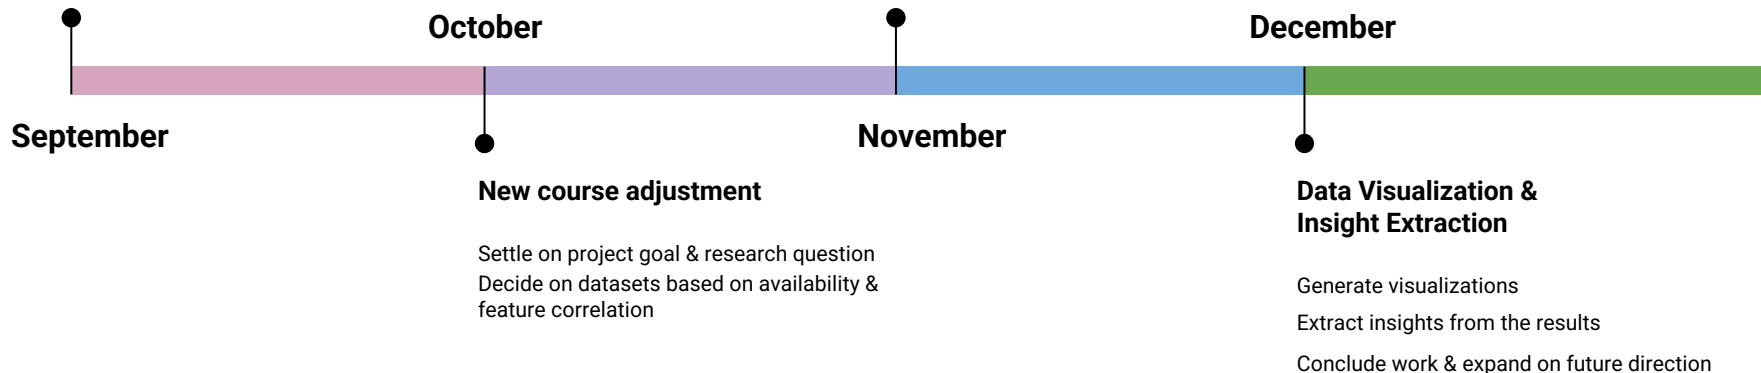 October
December
September
November
New course adjustment
Settle on project goal & research question
Decide on datasets based on availability &
feature correlation
Data Visualization &
Insight Extraction
Generate visualizations
Extract insights from the results
Conclude work & expand on future direction